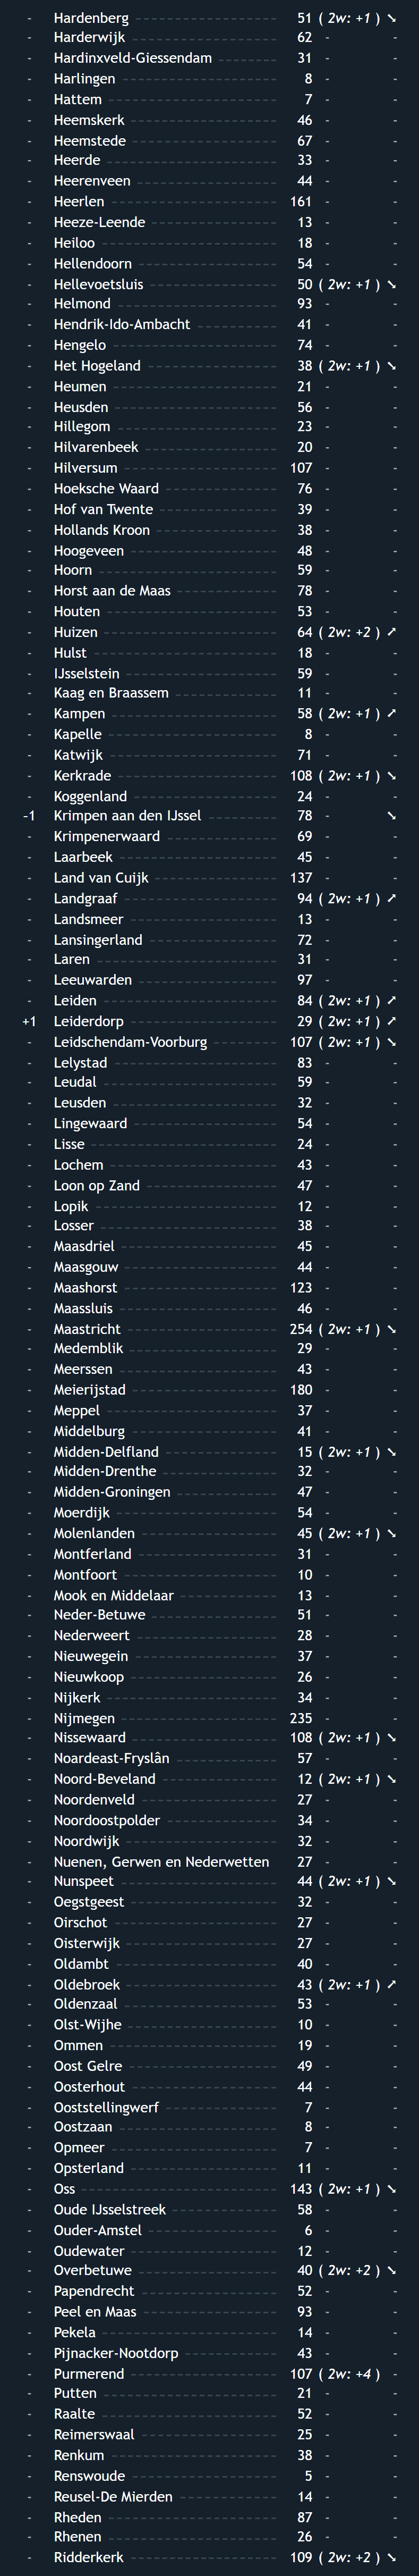 - Hardenberg 51 ( 2w: +1 ) ↘
- Harderwijk 62 - -
- Hardinxveld-Giessendam 31 - -
- Harlingen 8 - -
- Hattem 7 - -
- Heemskerk 46 - -
- Heemstede 67 - -
- Heerde 33 - -
- Heerenveen 44 - -
- Heerlen 161 - -
- Heeze-Leende 13 - -
- Heiloo 18 - -
- Hellendoorn 54 - -
- Hellevoetsluis 50 ( 2w: +1 ) ↘
- Helmond 93 - -
- Hendrik-Ido-Ambacht 41 - -
- Hengelo 74 - -
- Het Hogeland 38 ( 2w: +1 ) ↘
- Heumen 21 - -
- Heusden 56 - -
- Hillegom 23 - -
- Hilvarenbeek 20 - -
- Hilversum 107 - -
- Hoeksche Waard 76 - -
- Hof van Twente 39 - -
- Hollands Kroon 38 - -
- Hoogeveen 48 - -
- Hoorn 59 - -
- Horst aan de Maas 78 - -
- Houten 53 - -
- Huizen 64 ( 2w: +2 ) ↗
- Hulst 18 - -
- IJsselstein 59 - -
- Kaag en Braassem 11 - -
- Kampen 58 ( 2w: +1 ) ↗
- Kapelle 8 - -
- Katwijk 71 - -
- Kerkrade 108 ( 2w: +1 ) ↘
- Koggenland 24 - -
-1 Krimpen aan den IJssel 78 - ↘
- Krimpenerwaard 69 - -
- Laarbeek 45 - -
- Land van Cuijk 137 - -
- Landgraaf 94 ( 2w: +1 ) ↗
- Landsmeer 13 - -
- Lansingerland 72 - -
- Laren 31 - -
- Leeuwarden 97 - -
- Leiden 84 ( 2w: +1 ) ↗
+1 Leiderdorp 29 ( 2w: +1 ) ↗
- Leidschendam-Voorburg 107 ( 2w: +1 ) ↘
- Lelystad 83 - -
- Leudal 59 - -
- Leusden 32 - -
- Lingewaard 54 - -
- Lisse 24 - -
- Lochem 43 - -
- Loon op Zand 47 - -
- Lopik 12 - -
- Losser 38 - -
- Maasdriel 45 - -
- Maasgouw 44 - -
- Maashorst 123 - -
- Maassluis 46 - -
- Maastricht 254 ( 2w: +1 ) ↘
- Medemblik 29 - -
- Meerssen 43 - -
- Meierijstad 180 - -
- Meppel 37 - -
- Middelburg 41 - -
- Midden-Delfland 15 ( 2w: +1 ) ↘
- Midden-Drenthe 32 - -
- Midden-Groningen 47 - -
- Moerdijk 54 - -
- Molenlanden 45 ( 2w: +1 ) ↘
- Montferland 31 - -
- Montfoort 10 - -
- Mook en Middelaar 13 - -
- Neder-Betuwe 51 - -
- Nederweert 28 - -
- Nieuwegein 37 - -
- Nieuwkoop 26 - -
- Nijkerk 34 - -
- Nijmegen 235 - -
- Nissewaard 108 ( 2w: +1 ) ↘
- Noardeast-Fryslân 57 - -
- Noord-Beveland 12 ( 2w: +1 ) ↘
- Noordenveld 27 - -
- Noordoostpolder 34 - -
- Noordwijk 32 - -
- Nuenen, Gerwen en Nederwetten 27 - -
- Nunspeet 44 ( 2w: +1 ) ↘
- Oegstgeest 32 - -
- Oirschot 27 - -
- Oisterwijk 27 - -
- Oldambt 40 - -
- Oldebroek 43 ( 2w: +1 ) ↗
- Oldenzaal 53 - -
- Olst-Wijhe 10 - -
- Ommen 19 - -
- Oost Gelre 49 - -
- Oosterhout 44 - -
- Ooststellingwerf 7 - -
- Oostzaan 8 - -
- Opmeer 7 - -
- Opsterland 11 - -
- Oss 143 ( 2w: +1 ) ↘
- Oude IJsselstreek 58 - -
- Ouder-Amstel 6 - -
- Oudewater 12 - -
- Overbetuwe 40 ( 2w: +2 ) ↘
- Papendrecht 52 - -
- Peel en Maas 93 - -
- Pekela 14 - -
- Pijnacker-Nootdorp 43 - -
- Purmerend 107 ( 2w: +4 ) -
- Putten 21 - -
- Raalte 52 - -
- Reimerswaal 25 - -
- Renkum 38 - -
- Renswoude 5 - -
- Reusel-De Mierden 14 - -
- Rheden 87 - -
- Rhenen 26 - -
- Ridderkerk 109 ( 2w: +2 ) ↘